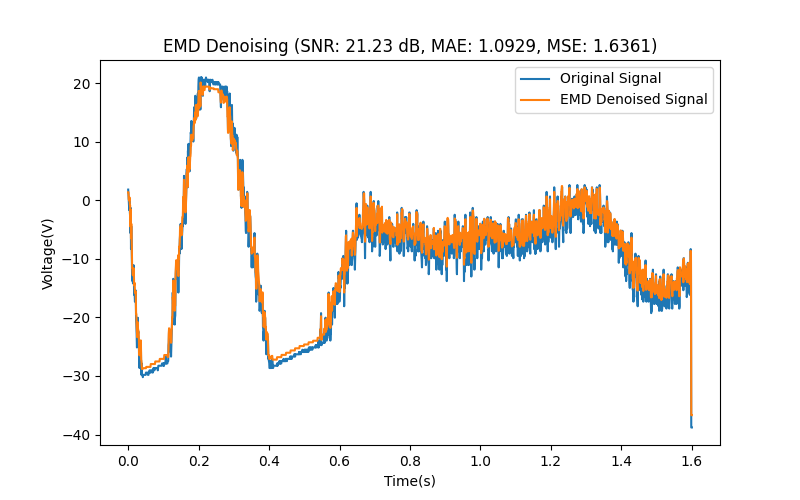 EMD Denoising (SNR: 21.23 dB, MAE: 1.0929, MSE: 1.6361)
Original Signal
EMD Denoised Signal
Voltage(V)
20
10
0
−10
−20
−30
−40
0.0 0.2 0.4 0.6 0.8 1.0 1.2 1.4 1.6
Time(s)